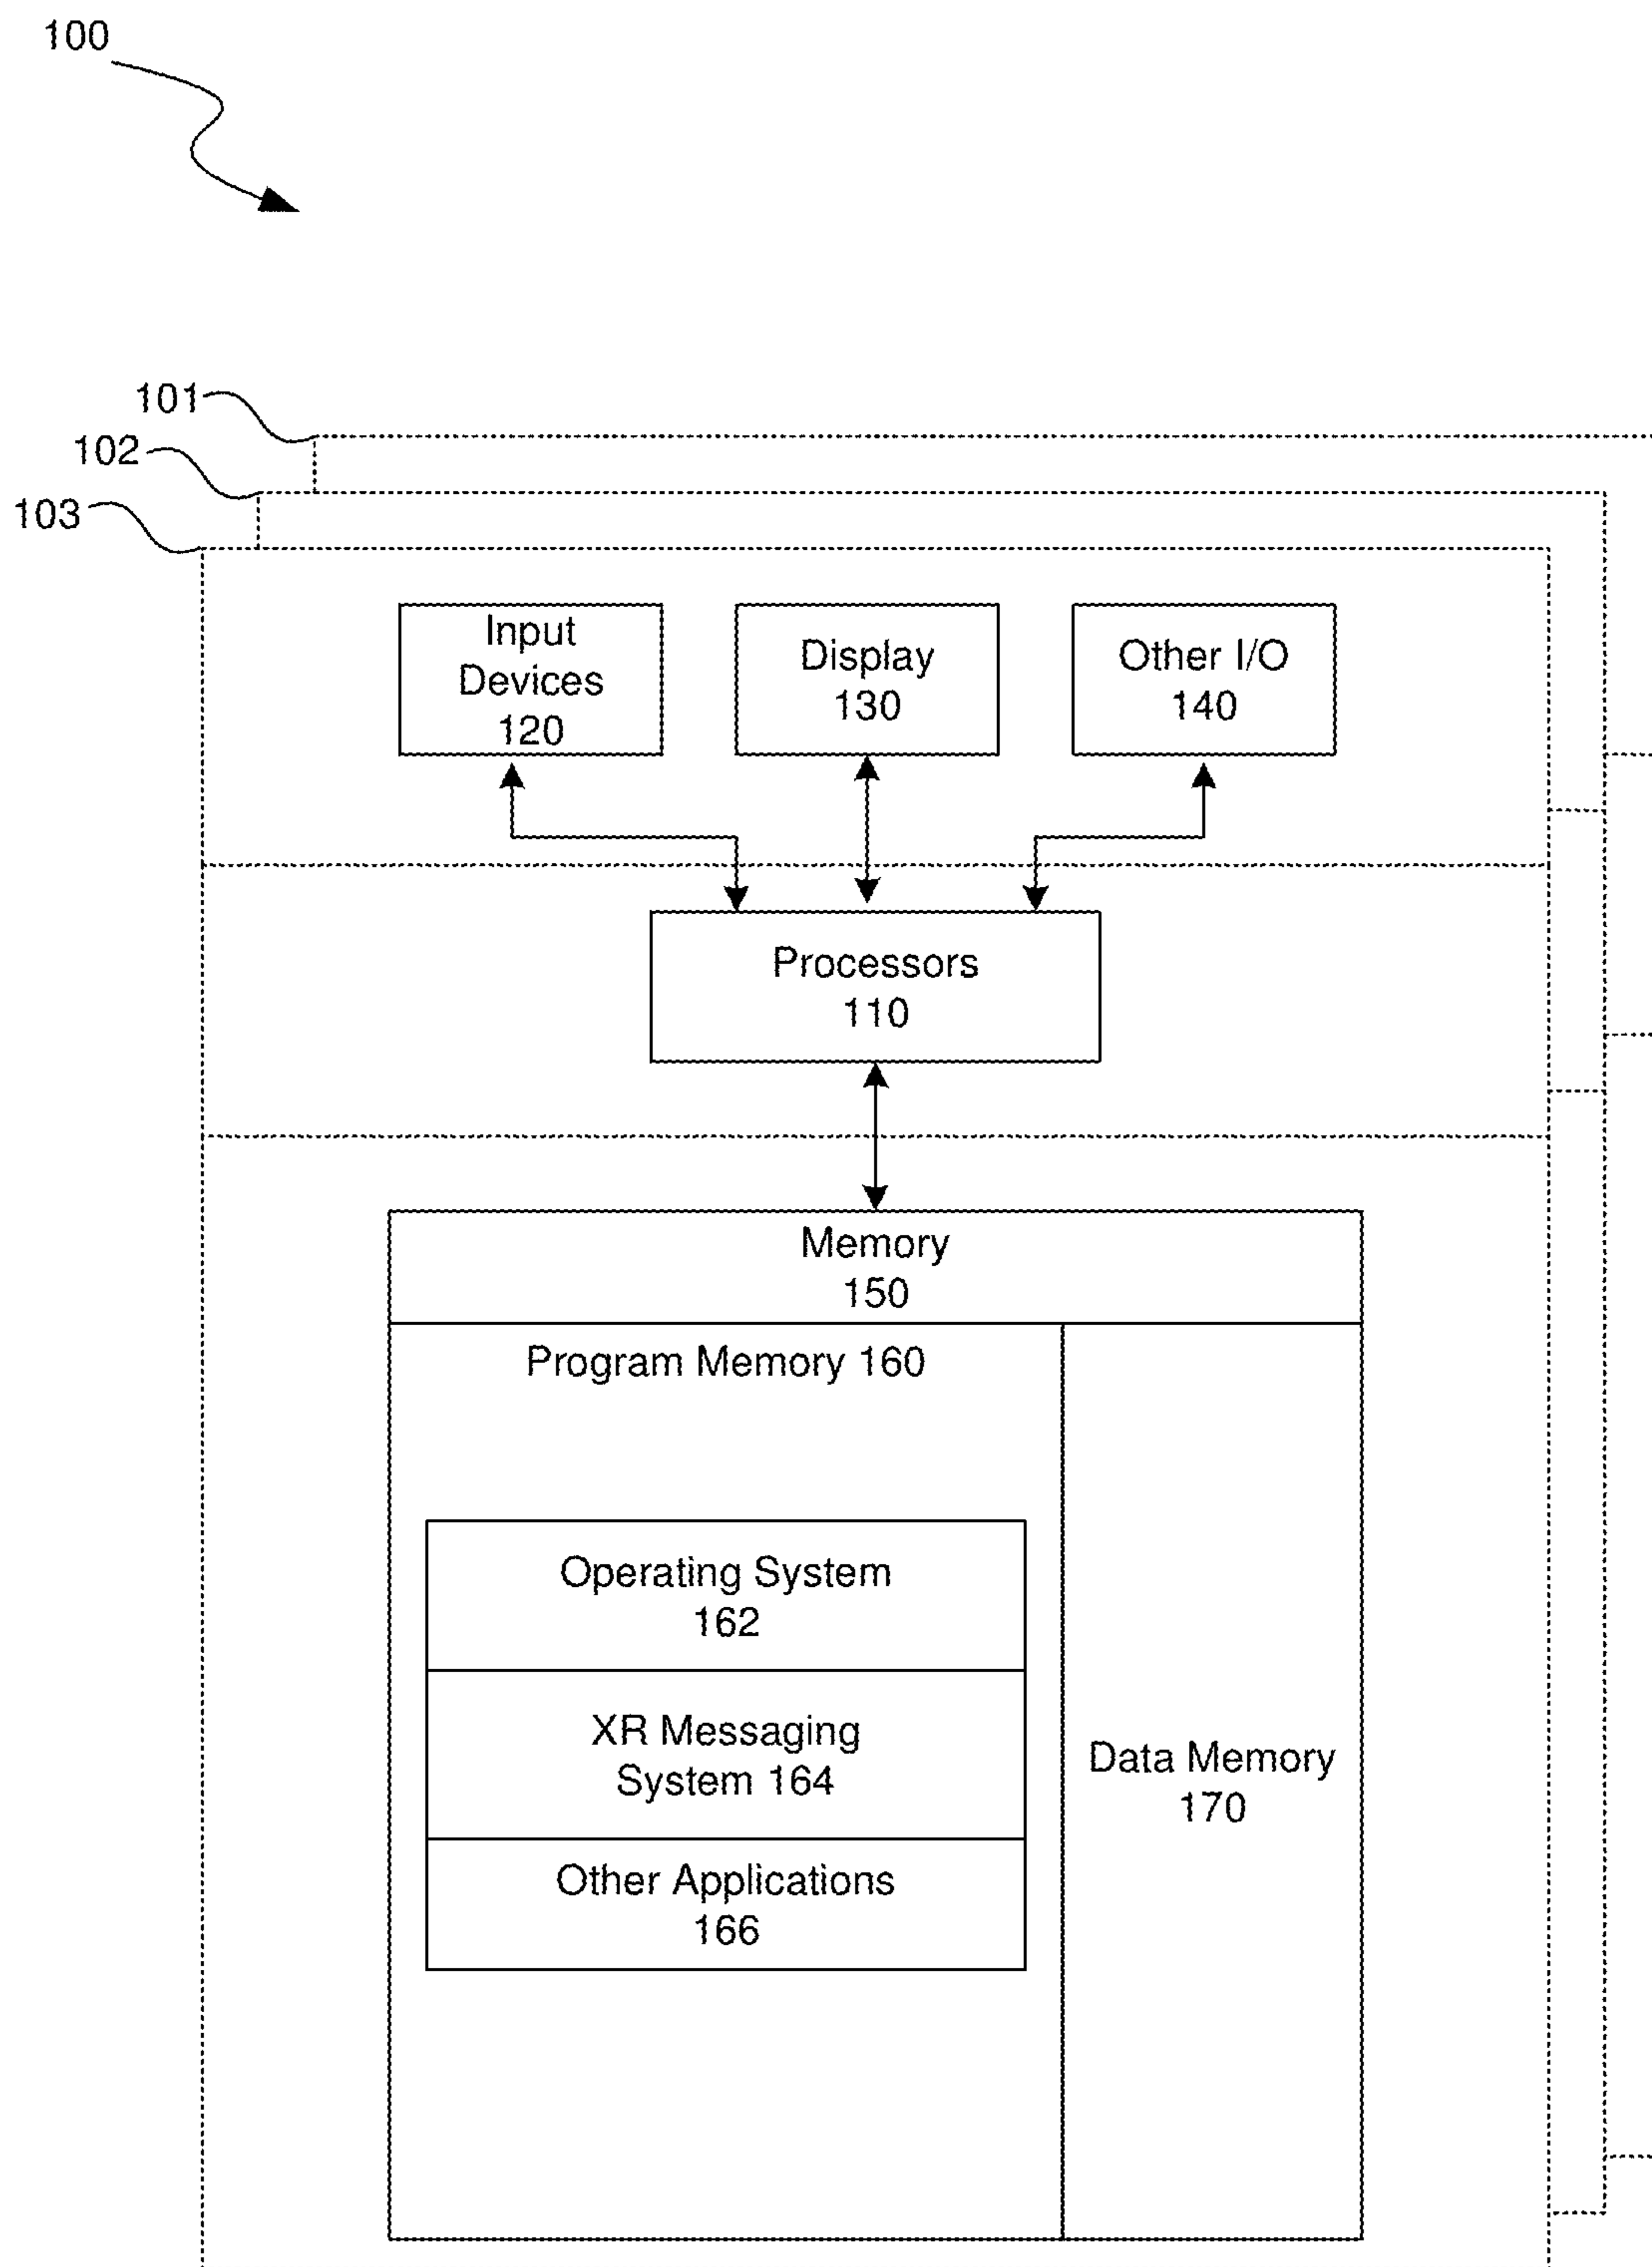 100
101
102
103
Input
Devices
120
Display
130
Other I/O
140
Processors
110
Memory
150
Program Memory 160
Operating System
162
XR Messaging
System 164
Other Applications
166
Data Memory
170